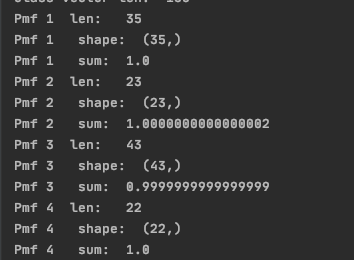 Pmf 1  len:   35
Pmf 1   shape:  (35,)
Pmf 1   sum:  1.0
Pmf 2  len:   23
Pmf 2   shape:  (23,)
Pmf 2   sum:  1.0000000000000002
Pmf 3  len:   43
Pmf 3   shape:  (43,)
Pmf 3   sum:  0.9999999999999999
Pmf 4  len:   22
Pmf 4   shape:  (22,)
Pmf 4   sum:  1.0